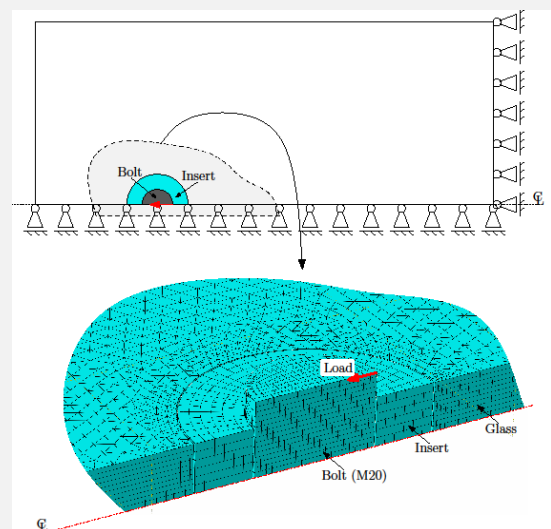 Bolt
Insert
℄
Load
Glass
Insert
Bolt (M20)
℄